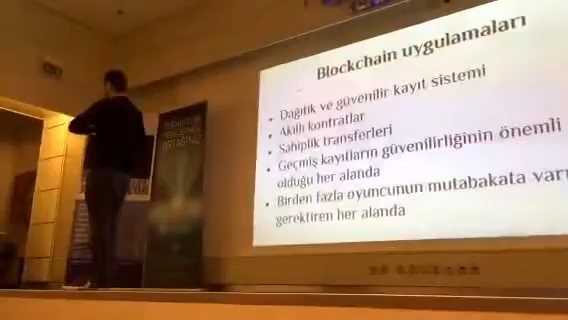 Blockchain uygulamaları
• Dağıtık ve güvenilir kayıt sistemi
• Akıllı kontratlar
• Sahiplik transferleri
• Geçmiş kayıtların güvenilirliğinin önemli
olduğu her alanda
• Birden fazla oyuncunun mutabakata
gerektiren her alanda